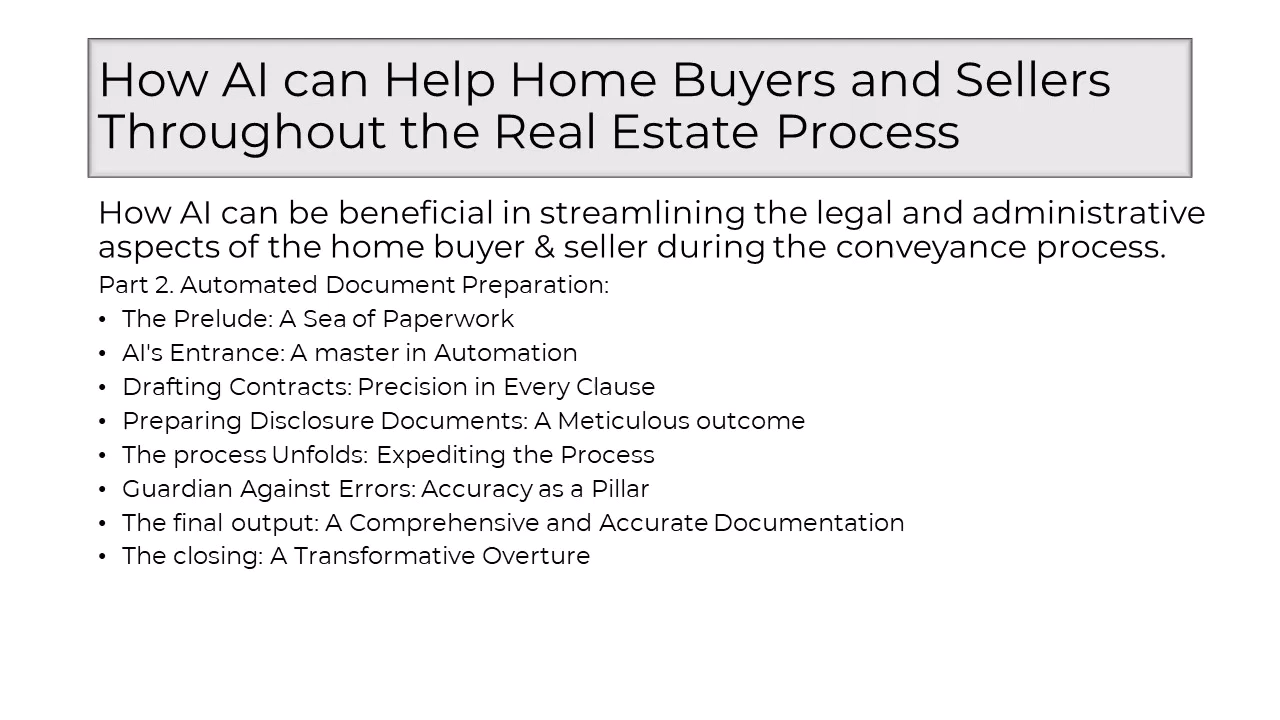 How AI can Help Home Buyers and Sellers
Throughout the Real Estate Process
How AI can be beneficial in streamlining the legal and administrative
aspects of the home buyer & seller during the conveyance process.
Part 2. Automated Document Preparation:
• The Prelude: A Sea of Paperwork
• AI's Entrance: A master in Automation
• Drafting Contracts: Precision in Every Clause
• Preparing Disclosure Documents: A Meticulous outcome
• The process Unfolds: Expediting the Process
• Guardian Against Errors: Accuracy as a Pillar
• The final output: A Comprehensive and Accurate Documentation
• The closing: A Transformative Overture